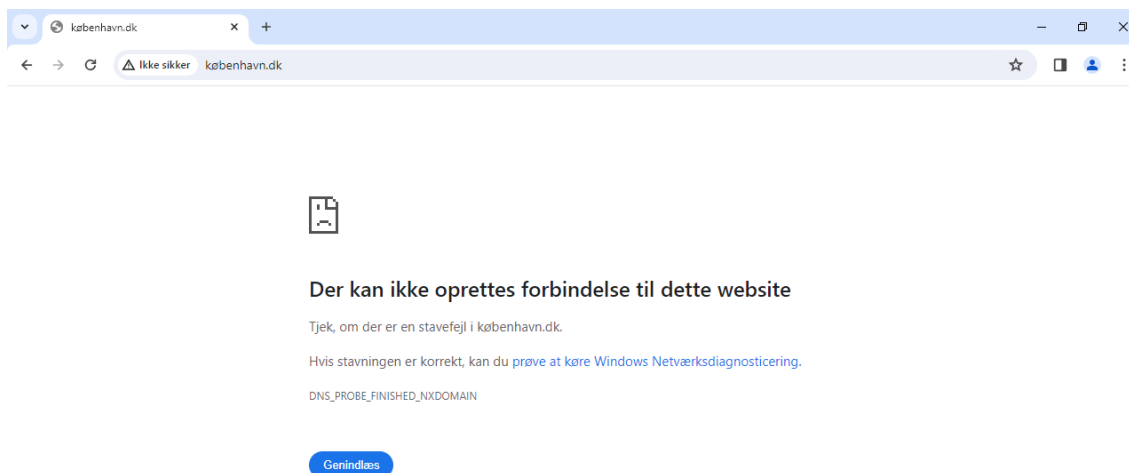 københavn.dk
Ikke sikker københavn.dk
Der kan ikke oprettes forbindelse til dette website
Tjek, om der er en stavefejl i københavn.dk.
Hvis stavningen er korrekt, kan du prøve at køre Windows Netværksdiagnosticering.
DNS_PROBE_FINISHED_NXDOMAIN
Genindlæs